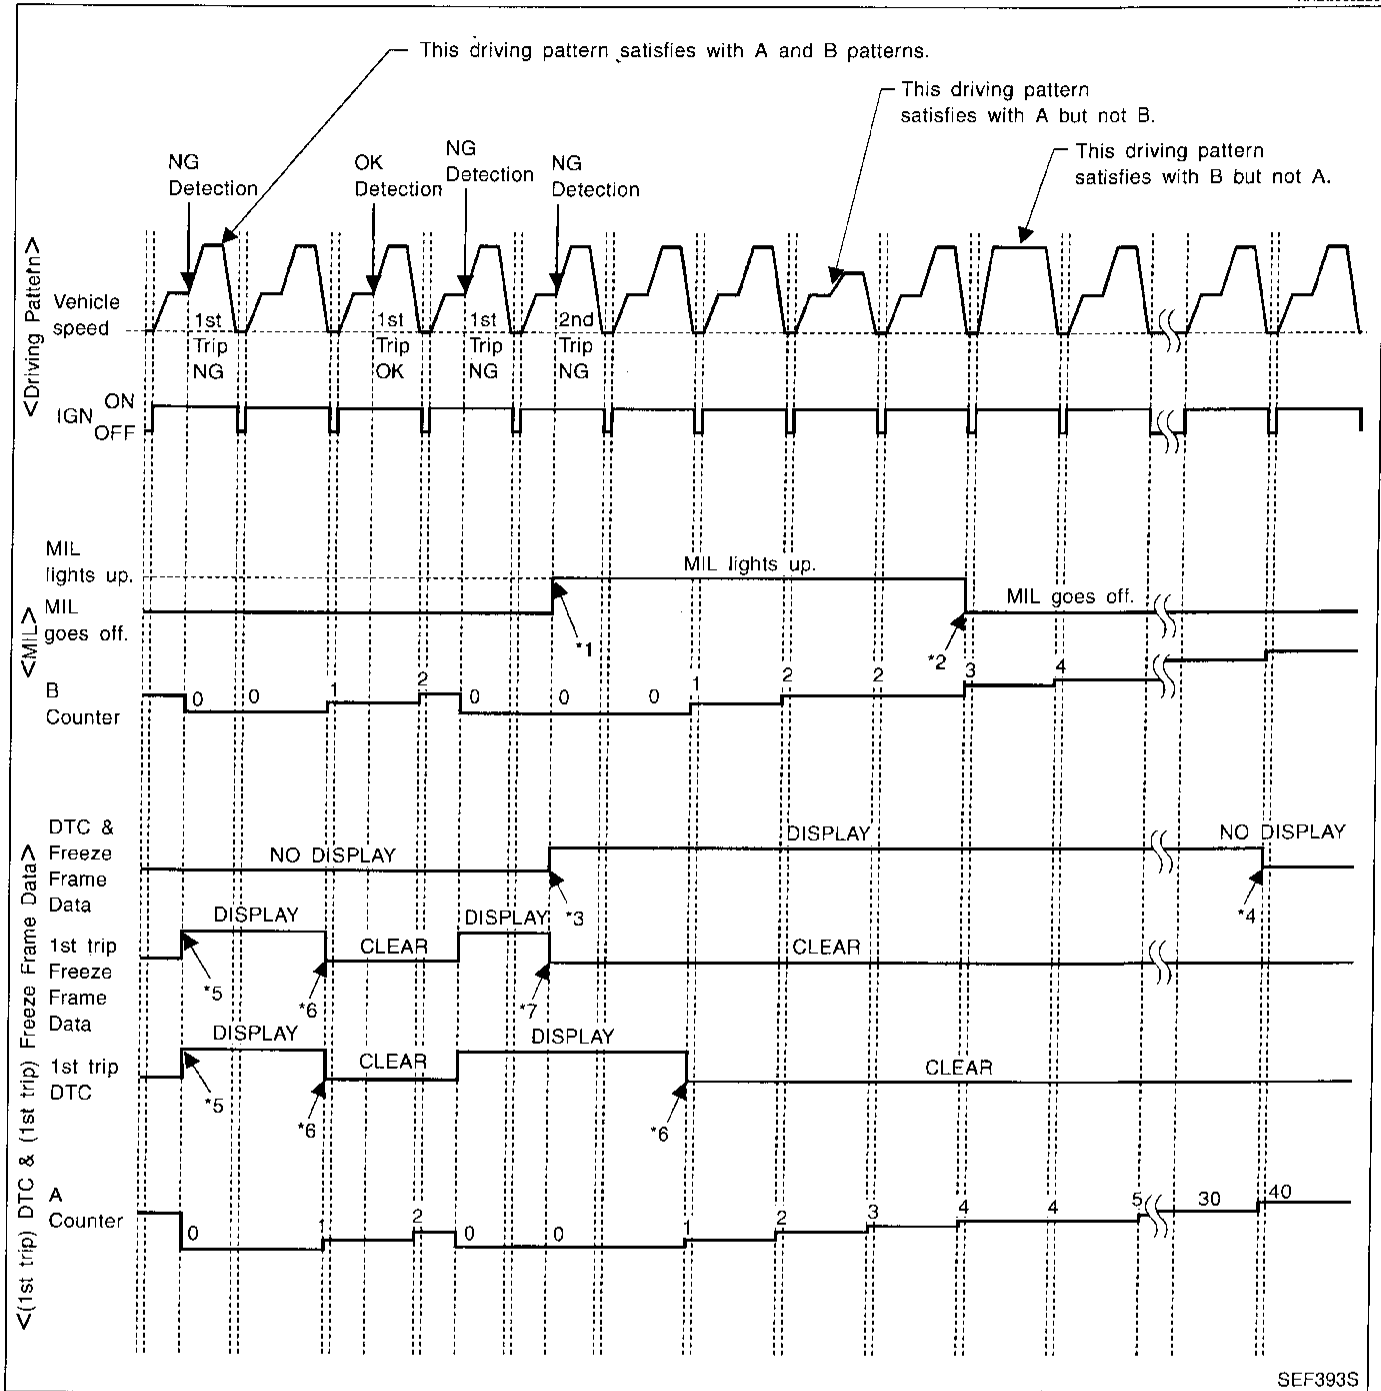 This driving pattern satisfies with A and B patterns.
This driving pattern
satisfies with A but not B.
This driving pattern
satisfies with B but not A.
NG
Detection
OK
Detection
NG
Detection
NG
Detection
<Driving Pattern>
Vehicle
speed
1st
Trip
NG
1st
Trip
OK
1st
Trip
NG
2nd
Trip
NG
IGN
ON
OFF
<MIL>
MIL
lights up.
MIL
goes off.
MIL lights up.
MIL goes off.
*1
*2
B
Counter
0 0 1 2 0 0 0 1 2 2 3 4
<(1st trip) DTC & (1st trip) Freeze Frame Data>
DTC &
Freeze
Frame
Data
NO DISPLAY
DISPLAY
NO DISPLAY
*3
*4
1st trip
Freeze
Frame
Data
DISPLAY
CLEAR
DISPLAY
CLEAR
*5
*6
*7
1st trip
DTC
DISPLAY
CLEAR
DISPLAY
CLEAR
*5
*6
*6
A
Counter
0 1 2 0 0 1 2 3 4 4 5 30 40
SEF393S